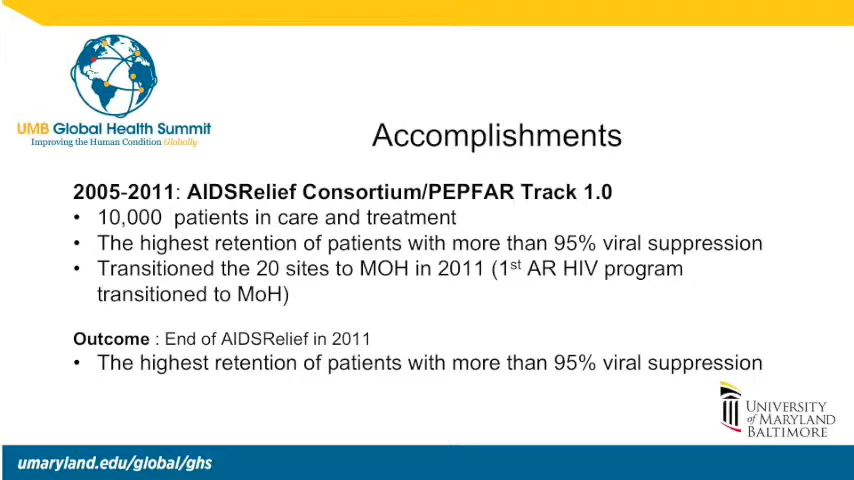 UMB Global Health Summit
Improving the Human Condition Globally
Accomplishments
2005-2011: AIDSRelief Consortium/PEPFAR Track 1.0
• 10,000 patients in care and treatment
• The highest retention of patients with more than 95% viral suppression
• Transitioned the 20 sites to MOH in 2011 (1st AR HIV program
transitioned to MoH)
Outcome : End of AIDSRelief in 2011
• The highest retention of patients with more than 95% viral suppression
UNIVERSITY
of MARYLAND
BALTIMORE
umaryland.edu/global/ghs